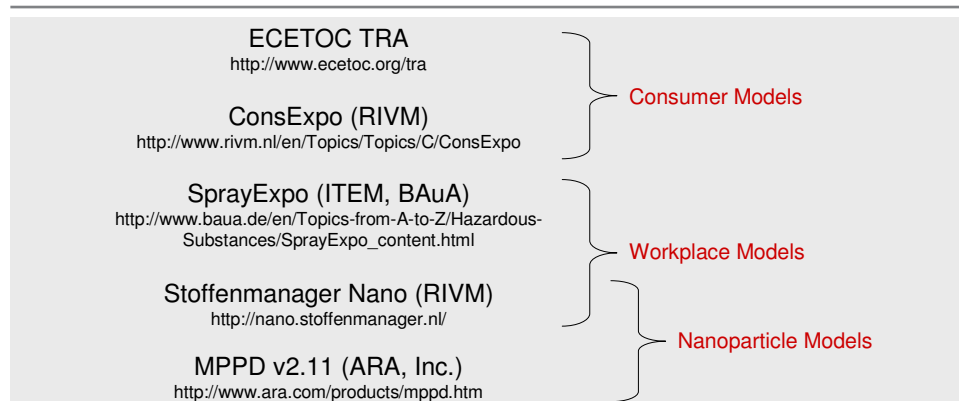 ECETOC TRA
http://www.ecetoc.org/tra
Consumer Models
ConsExpo (RIVM)
http://www.rivm.nl/en/Topics/Topics/C/ConsExpo
SprayExpo (ITEM, BAuA)
http://www.baua.de/en/Topics-from-A-to-Z/Hazardous-
Substances/SprayExpo_content.html
Workplace Models
Stoffenmanager Nano (RIVM)
http://nano.stoffenmanager.nl/
Nanoparticle Models
MPPD v2.11 (ARA, Inc.)
http://www.ara.com/products/mppd.htm